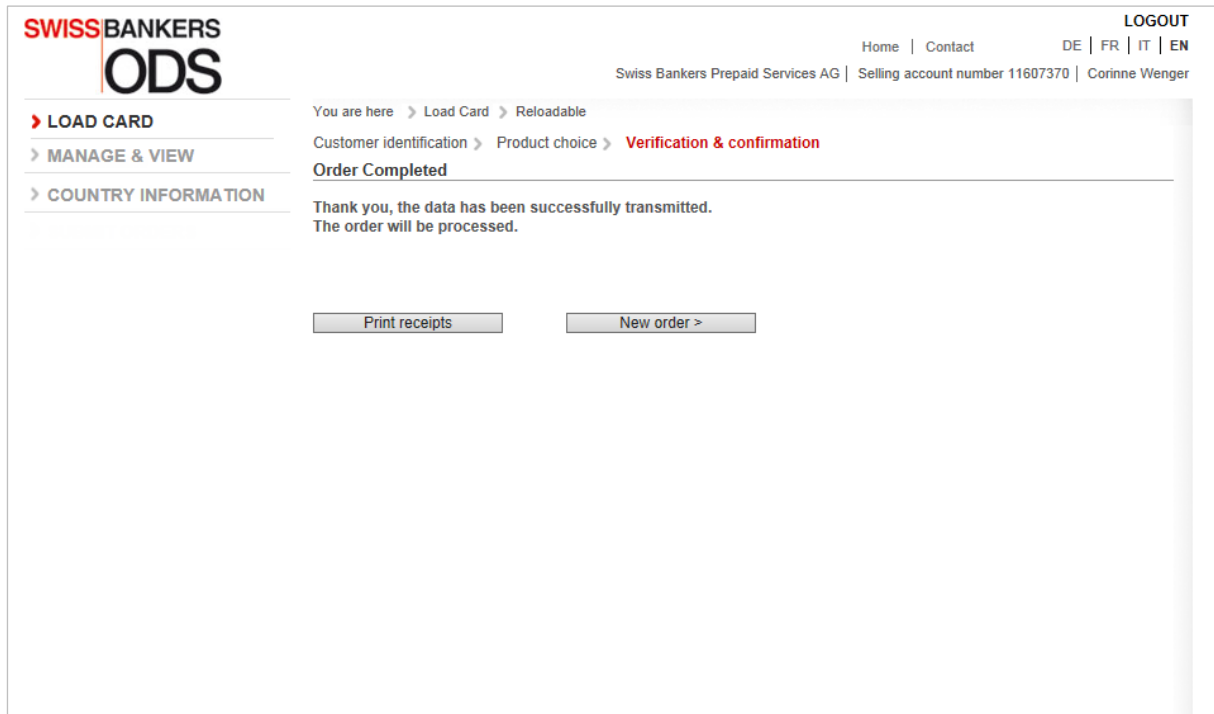 SWISS BANKERS
ODS
LOGOUT
Home | Contact DE | FR | IT | EN
Swiss Bankers Prepaid Services AG | Selling account number 11607370 | Corinne Wenger
LOAD CARD
MANAGE & VIEW
COUNTRY INFORMATION
You are here > Load Card > Reloadable
Customer identification > Product choice > Verification & confirmation
Order Completed
Thank you, the data has been successfully transmitted.
The order will be processed.
Print receipts New order >